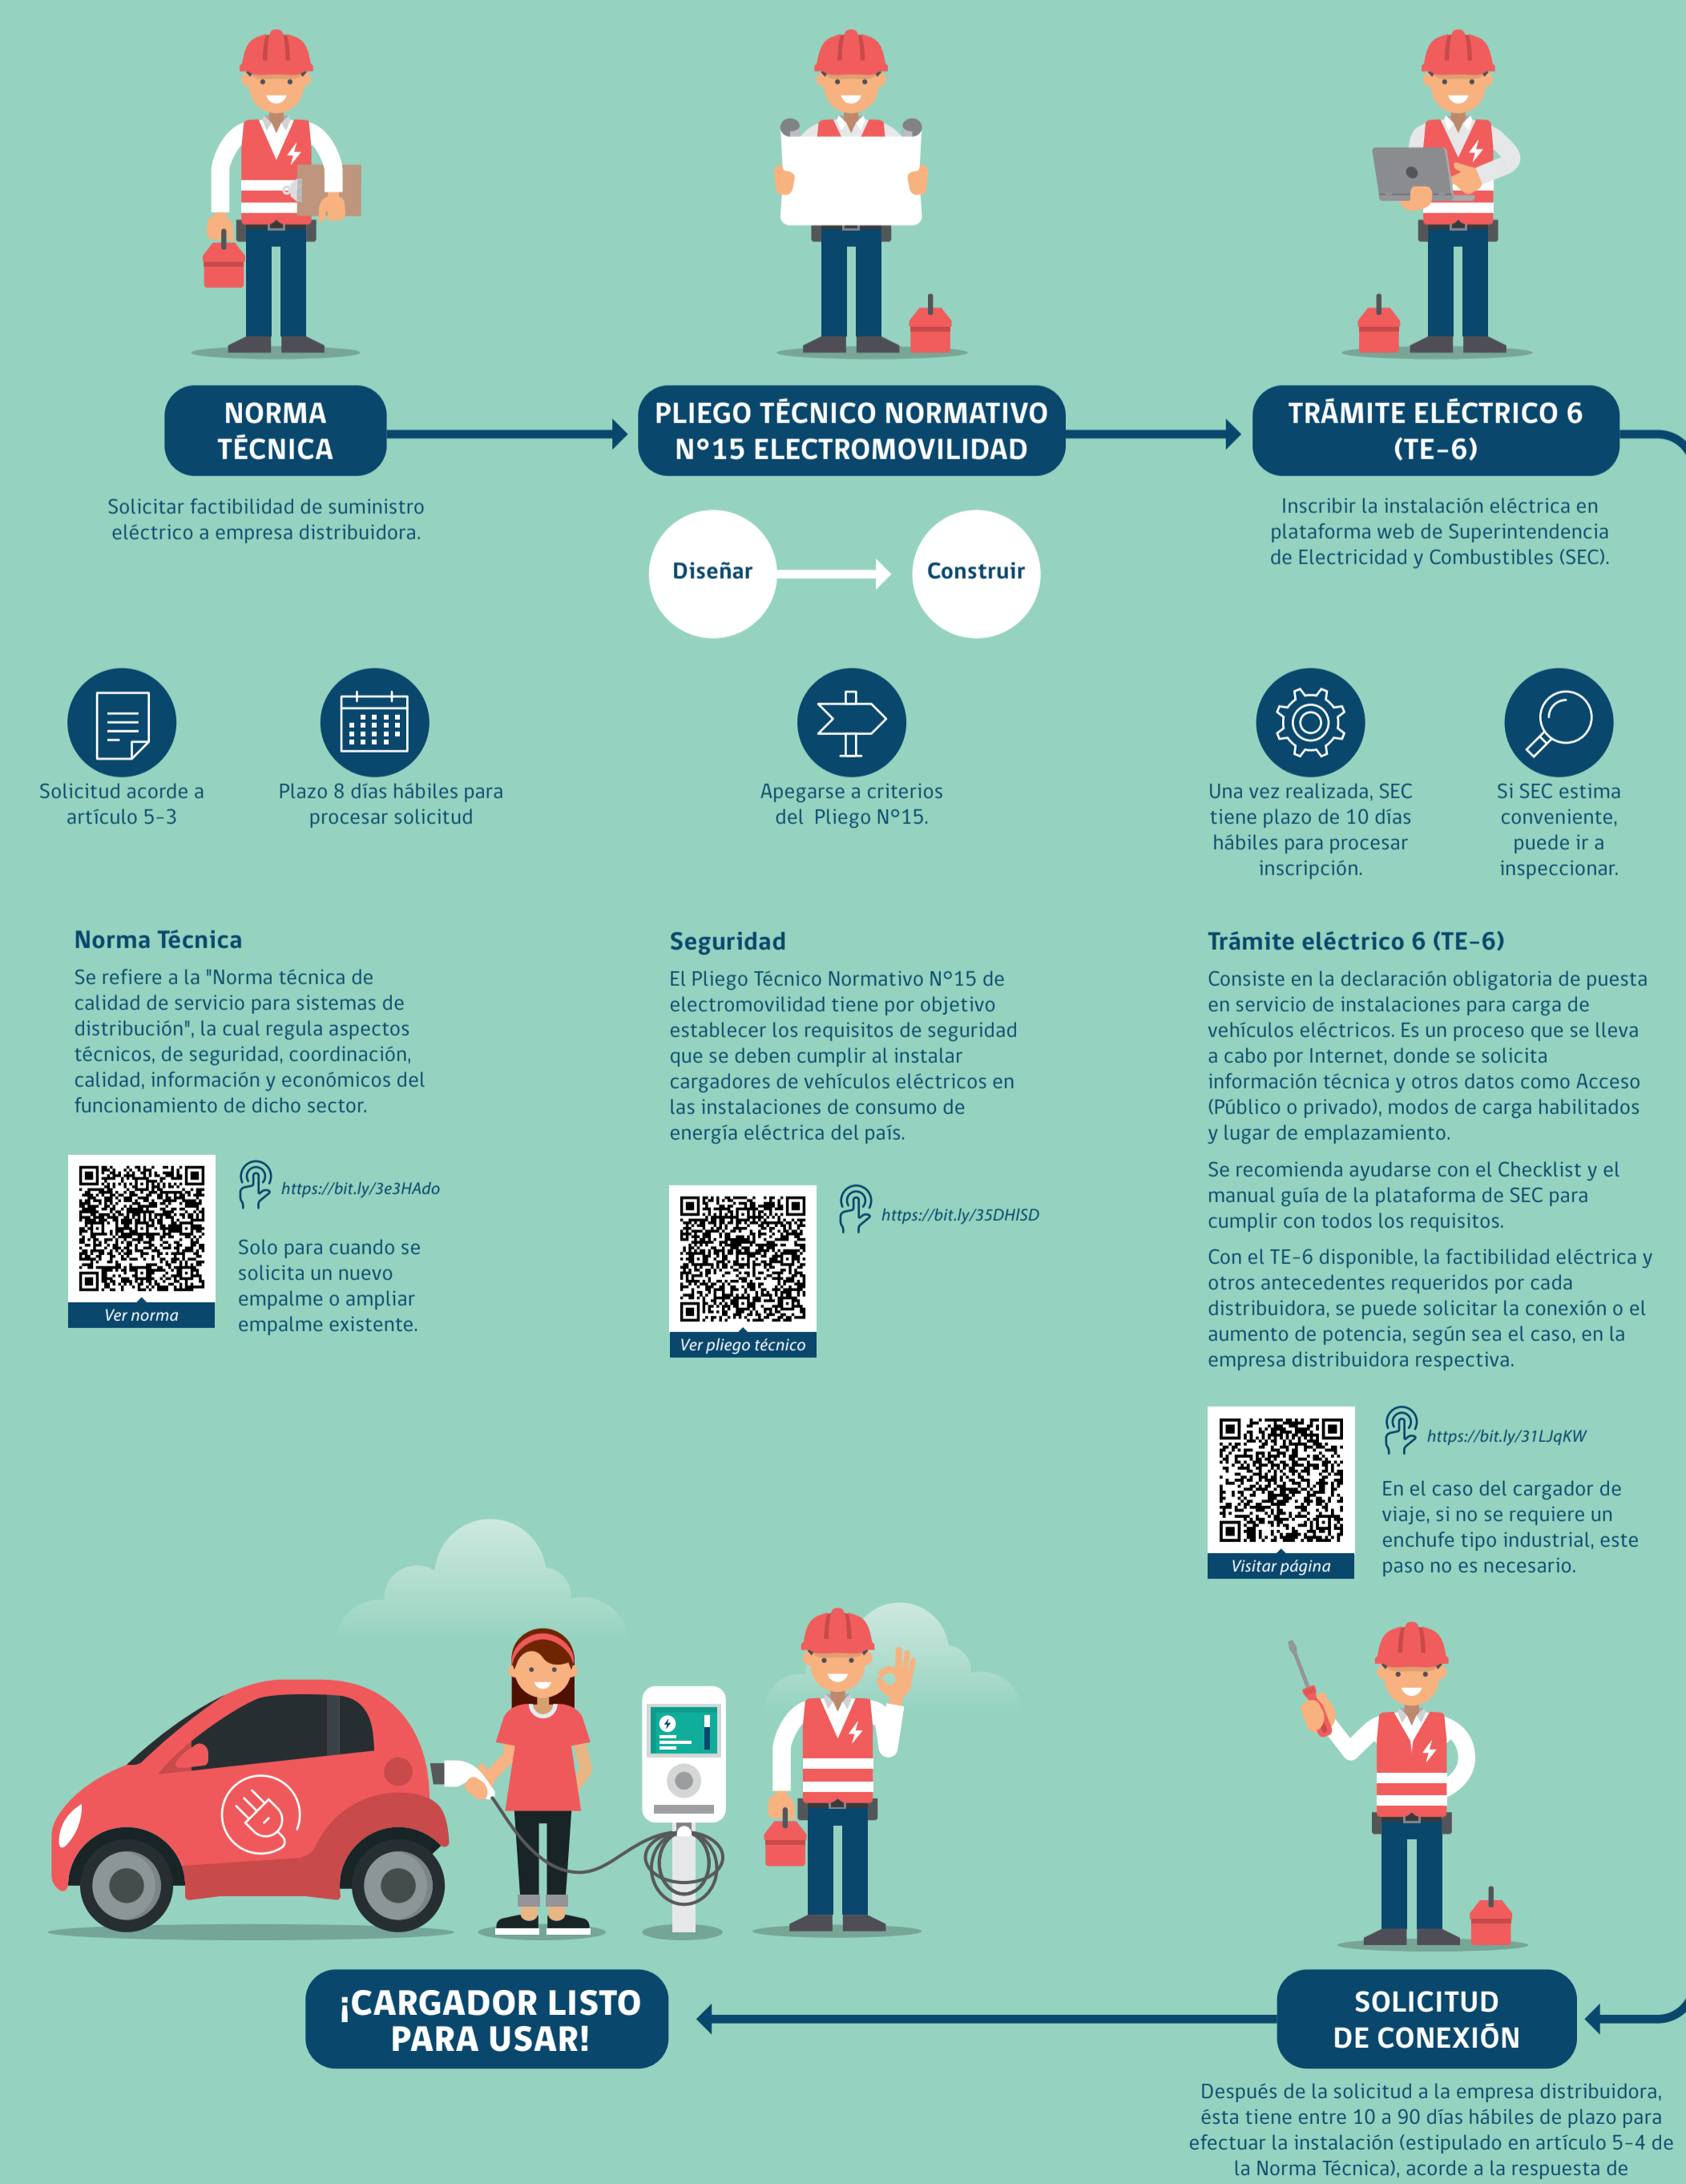 NORMA
TÉCNICA
Solicitar factibilidad de suministro
eléctrico a empresa distribuidora.
Solicitud acorde a
artículo 5-3
Plazo 8 días hábiles para
procesar solicitud
Norma Técnica
Se refiere a la "Norma técnica de
calidad de servicio para sistemas de
distribución", la cual regula aspectos
técnicos, de seguridad, coordinación,
calidad, información y económicos del
funcionamiento de dicho sector.
https://bit.ly/3e3HAdo
Solo para cuando se
solicita un nuevo
empalme o ampliar
empalme existente.
Ver norma
PLIEGO TÉCNICO NORMATIVO
N°15 ELECTROMOVILIDAD
Diseñar
Construir
Apegarse a criterios
del Pliego N°15.
Seguridad
El Pliego Técnico Normativo N°15 de
electromovilidad tiene por objetivo
establecer los requisitos de seguridad
que se deben cumplir al instalar
cargadores de vehículos eléctricos en
las instalaciones de consumo de
energía eléctrica del país.
https://bit.ly/35DHlSD
Ver pliego técnico
TRÁMITE ELÉCTRICO 6
(TE-6)
Inscribir la instalación eléctrica en
plataforma web de Superintendencia
de Electricidad y Combustibles (SEC).
Una vez realizada, SEC
tiene plazo de 10 días
hábiles para procesar
inscripción.
Si SEC estima
conveniente,
puede ir a
inspeccionar.
Trámite eléctrico 6 (TE-6)
Consiste en la declaración obligatoria de puesta
en servicio de instalaciones para carga de
vehículos eléctricos. Es un proceso que se lleva
a cabo por Internet, donde se solicita
información técnica y otros datos como Acceso
(Público o privado), modos de carga habilitados
y lugar de emplazamiento.
Se recomienda ayudarse con el Checklist y el
manual guía de la plataforma de SEC para
cumplir con todos los requisitos.
Con el TE-6 disponible, la factibilidad eléctrica y
otros antecedentes requeridos por cada
distribuidora, se puede solicitar la conexión o el
aumento de potencia, según sea el caso, en la
empresa distribuidora respectiva.
https://bit.ly/31LJqKW
En el caso del cargador de
viaje, si no se requiere un
enchufe tipo industrial, este
paso no es necesario.
Visitar página
SOLICITUD
DE CONEXIÓN
Después de la solicitud a la empresa distribuidora,
ésta tiene entre 10 a 90 días hábiles de plazo para
efectuar la instalación (estipulado en artículo 5-4 de
la Norma Técnica), acorde a la respuesta de
¡CARGADOR LISTO
PARA USAR!